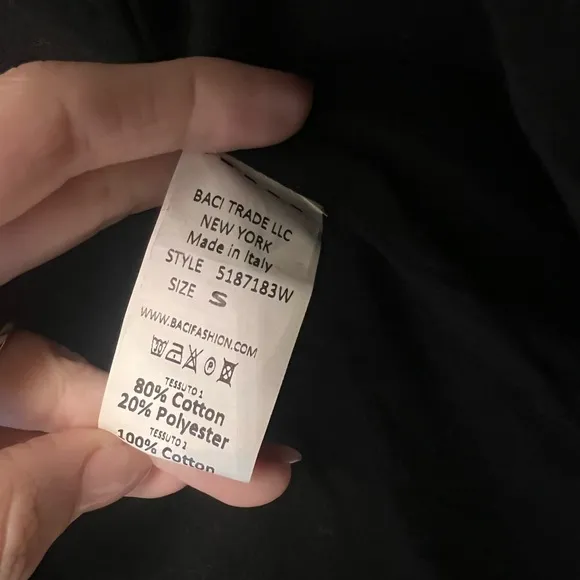 BACI TRADE LLC
NEW YORK
Made in Italy
STYLE 5187183W
SIZE S
WWW.BACIFASHION.COM
TESSUTO 1
80% Cotton
20% Polyester
TESSUTO 2
100% Cotton